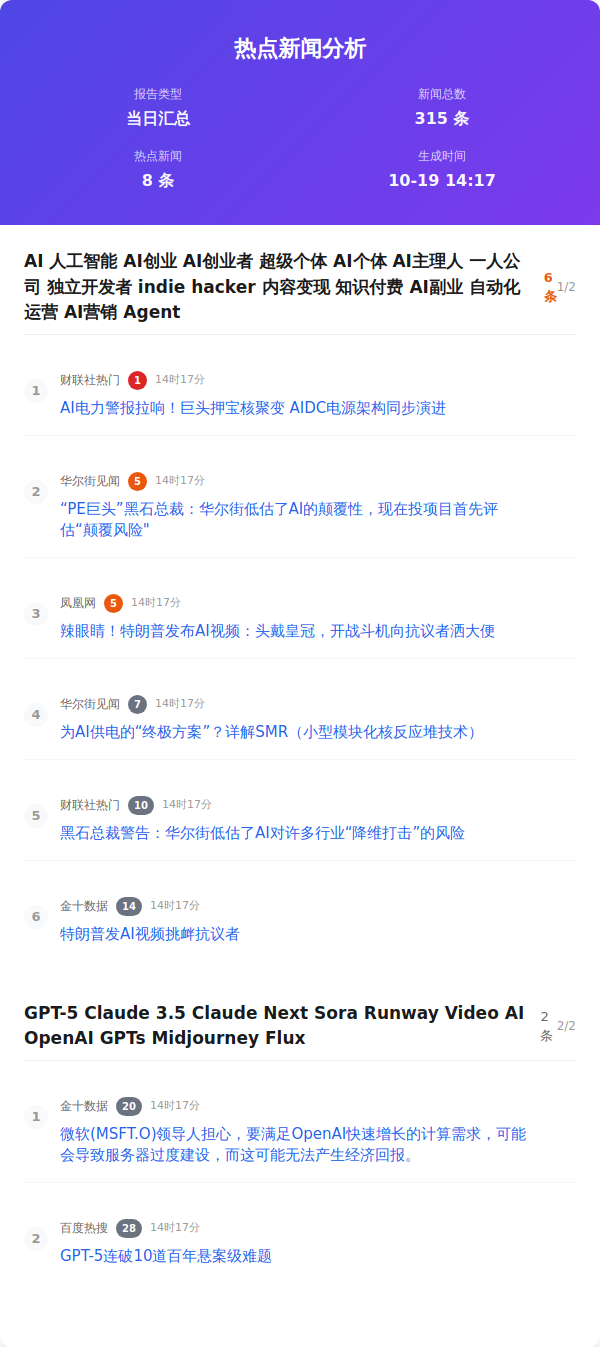 热点新闻分析
报告类型
新闻总数
当日汇总
315 条
热点新闻
生成时间
8 条
10-19 14:17
AI 人工智能 AI创业 AI创业者 超级个体 AI个体 AI主理人 一人公
司 独立开发者 indie hacker 内容变现 知识付费 AI副业 自动化
运营 AI营销 Agent
6
条
1/2
1
财联社热门 1 14时17分
AI电力警报拉响！巨头押宝核聚变 AIDC电源架构同步演进
2
华尔街见闻 5 14时17分
“PE巨头”黑石总裁：华尔街低估了AI的颠覆性，现在投项目首先评
估“颠覆风险"
3
凤凰网 5 14时17分
辣眼睛！特朗普发布AI视频：头戴皇冠，开战斗机向抗议者洒大便
4
华尔街见闻 7 14时17分
为AI供电的“终极方案”？详解SMR（小型模块化核反应堆技术）
5
财联社热门 10 14时17分
黑石总裁警告：华尔街低估了AI对许多行业“降维打击”的风险
6
金十数据 14 14时17分
特朗普发AI视频挑衅抗议者
GPT-5 Claude 3.5 Claude Next Sora Runway Video AI
OpenAI GPTs Midjourney Flux
2
条
2/2
1
金十数据 20 14时17分
微软(MSFT.O)领导人担心，要满足OpenAI快速增长的计算需求，可能
会导致服务器过度建设，而这可能无法产生经济回报。
2
百度热搜 28 14时17分
GPT-5连破10道百年悬案级难题